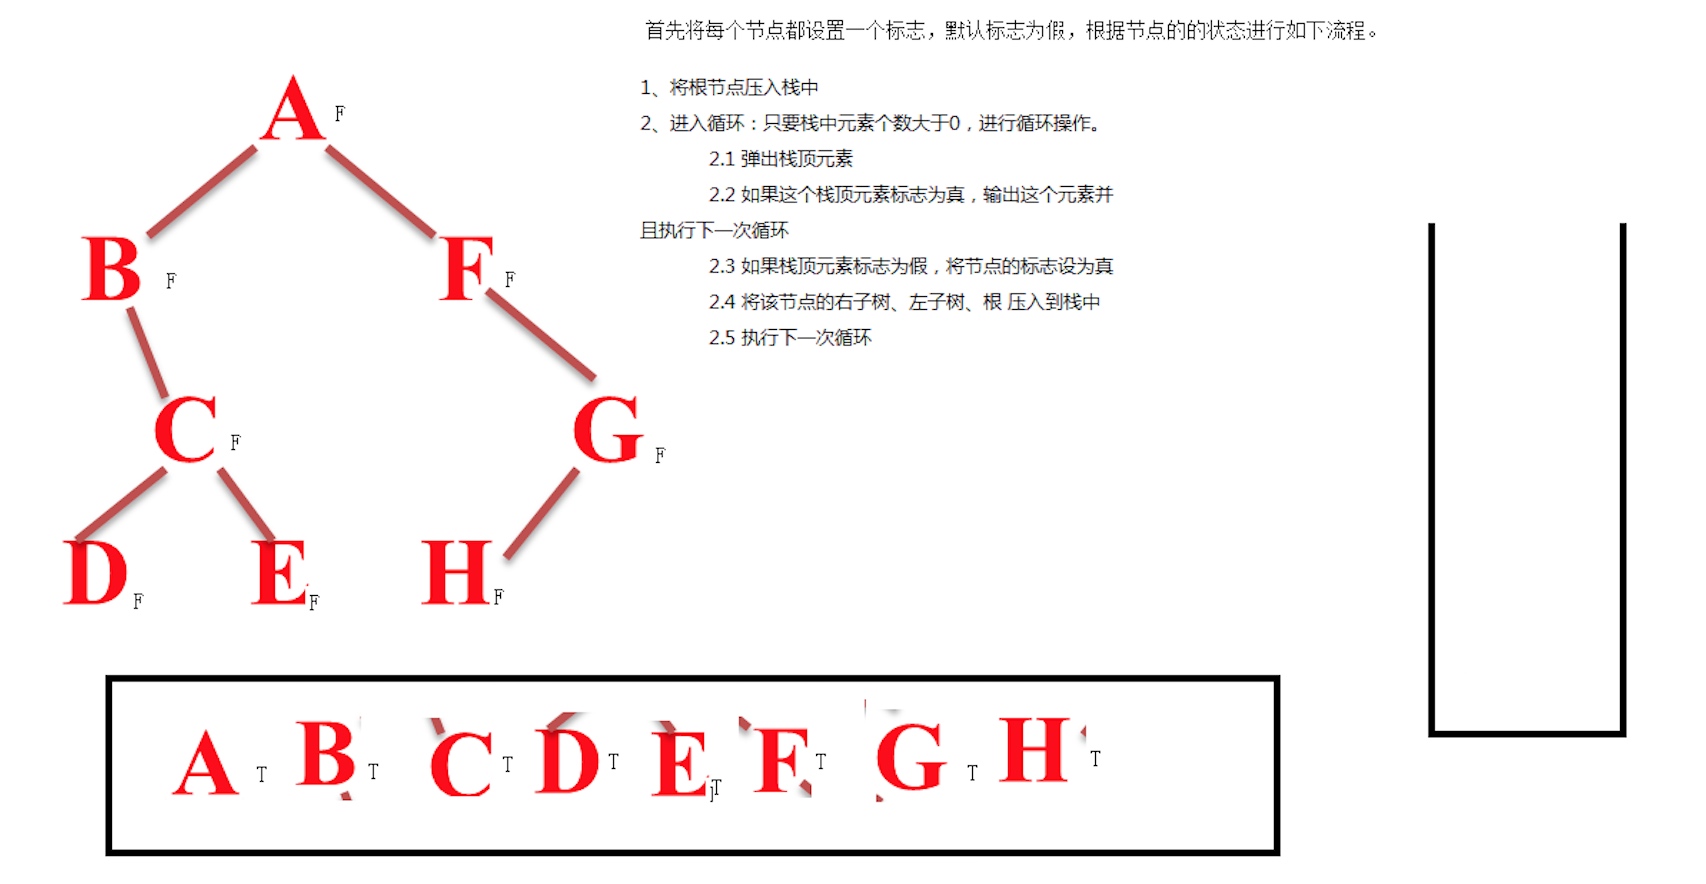 首先将每个节点都设置一个标志，默认标志为假，根据节点的的状态进行如下流程。
1、将根节点压入栈中
2、进入循环：只要栈中元素个数大于0，进行循环操作。
2.1 弹出栈顶元素
2.2 如果这个栈顶元素标志为真，输出这个元素并
且执行下一次循环
2.3 如果栈顶元素标志为假，将节点的标志设为真
2.4 将该节点的右子树、左子树、根 压入到栈中
2.5 执行下一次循环
A F
B F F F
C F G F
D F E F H F
A T B T C T D T E T F T G T H T